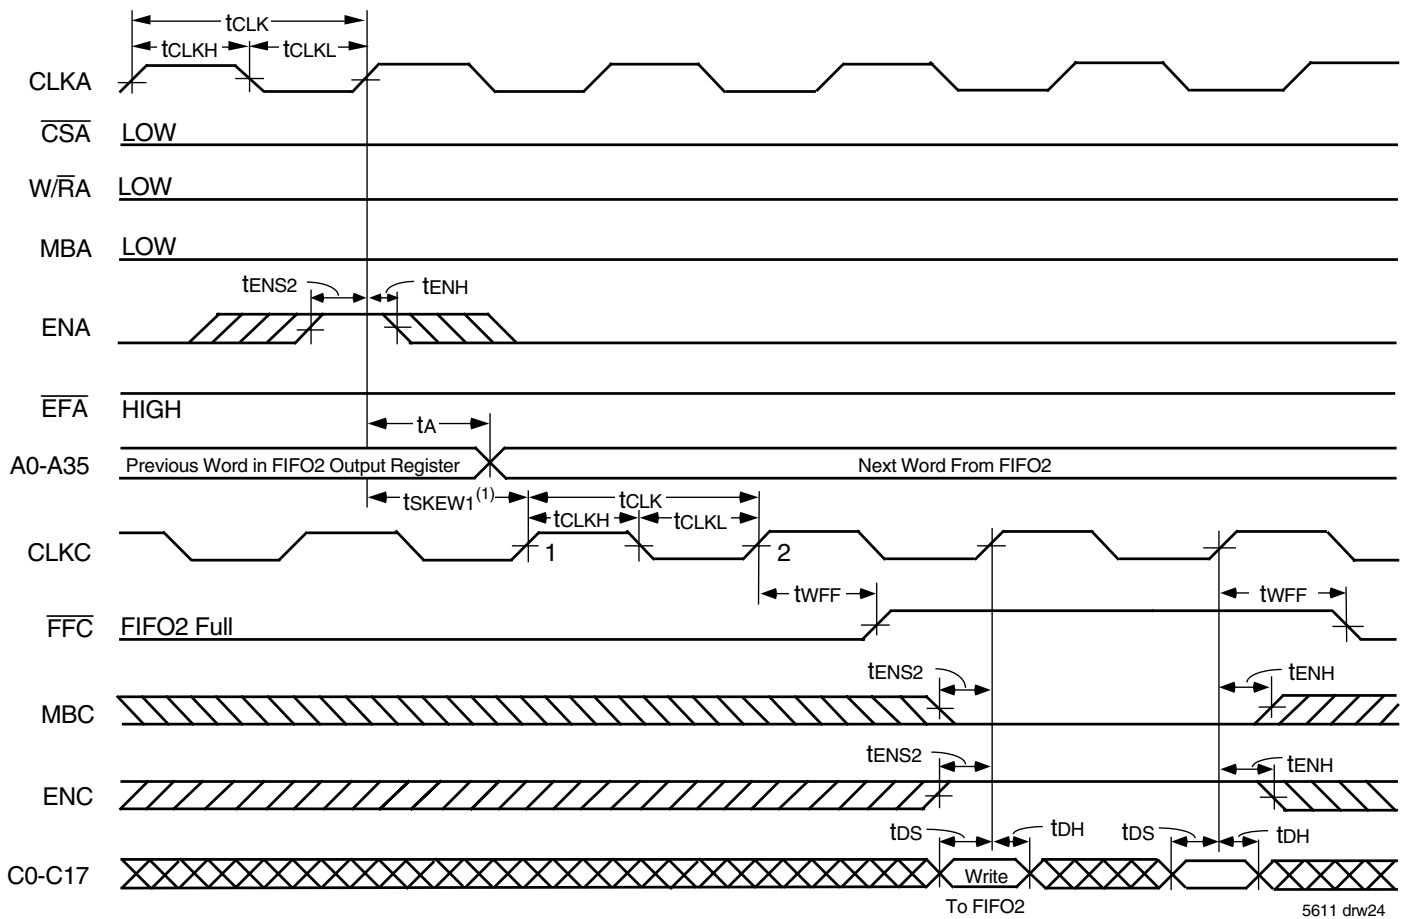 tCLK
tCLKH tCLKL
CLKA
CSA LOW
W/RA LOW
MBA LOW
tENS2 tENH
ENA
EFA HIGH
tA
A0-A35 Previous Word in FIFO2 Output Register Next Word From FIFO2
tSKEW1(1) tCLK
tCLKH tCLKL
CLKC 1 2
tWFF tWFF
FFC FIFO2 Full
tENS2 tENH
MBC
tENS2 tENH
ENC
tDS tDH tDS tDH
C0-C17 Write
To FIFO2
5611 drw24